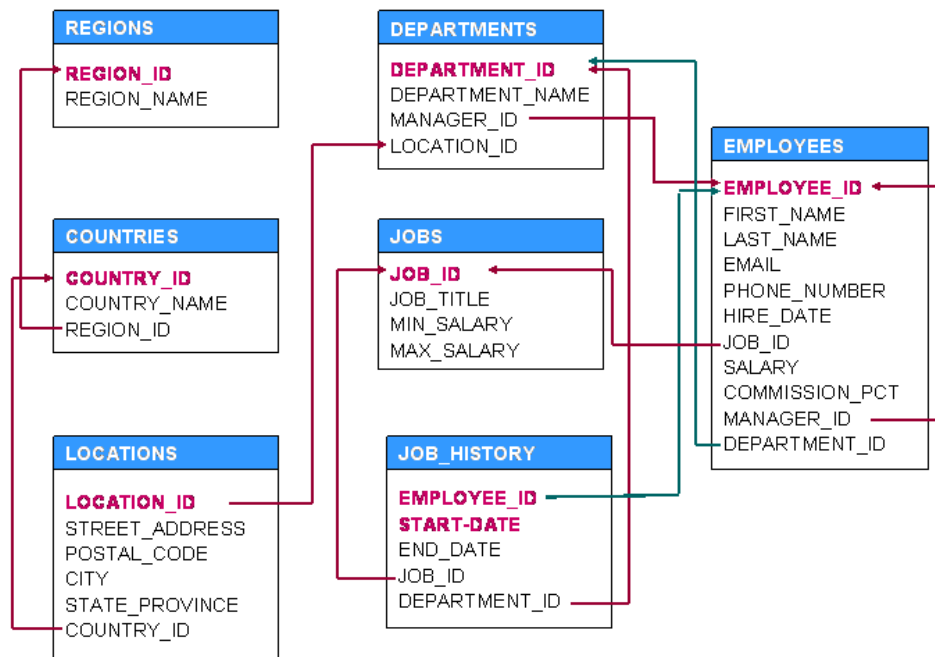 REGIONS
REGION_ID
REGION_NAME
COUNTRIES
COUNTRY_ID
COUNTRY_NAME
REGION_ID
LOCATIONS
LOCATION_ID
STREET_ADDRESS
POSTAL_CODE
CITY
STATE_PROVINCE
COUNTRY_ID
DEPARTMENTS
DEPARTMENT_ID
DEPARTMENT_NAME
MANAGER_ID
LOCATION_ID
JOBS
JOB_ID
JOB_TITLE
MIN_SALARY
MAX_SALARY
JOB_HISTORY
EMPLOYEE_ID
START-DATE
END_DATE
JOB_ID
DEPARTMENT_ID
EMPLOYEES
EMPLOYEE_ID
FIRST_NAME
LAST_NAME
EMAIL
PHONE_NUMBER
HIRE_DATE
JOB_ID
SALARY
COMMISSION_PCT
MANAGER_ID
DEPARTMENT_ID